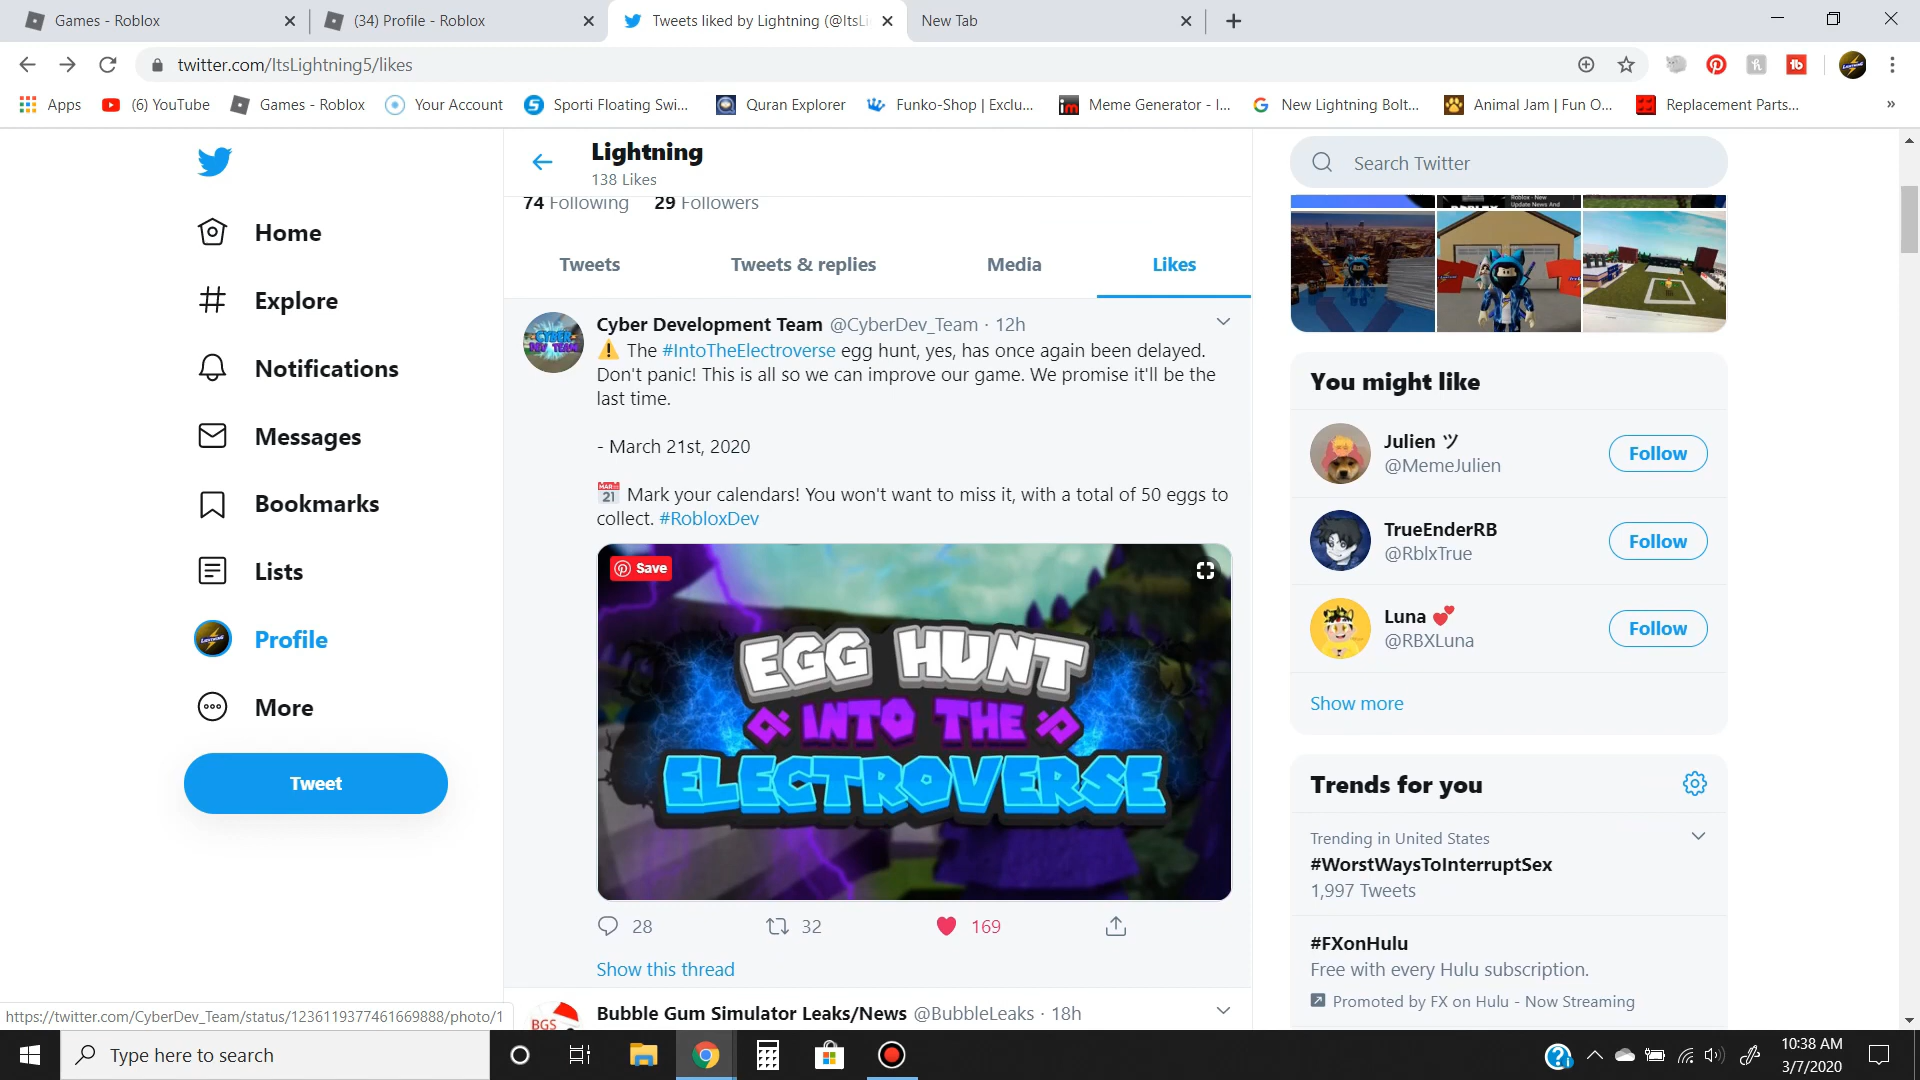 Games - Roblox
(34) Profile - Roblox
Tweets liked by Lightning (@ItsLi
New Tab
twitter.com/ItsLightning5/likes
Apps
(6) YouTube
Games - Roblox
Your Account
Sporti Floating Swi...
Quran Explorer
Funko-Shop | Exclu...
Meme Generator - I...
New Lightning Bolt...
Animal Jam | Fun O...
Replacement Parts...
»
Home
Explore
Notifications
Messages
Bookmarks
Lists
Profile
More
Tweet
Lightning
138 Likes
74 Following 29 Followers
Tweets
Tweets & replies
Media
Likes
CYBER
DEV TEAM
Cyber Development Team @CyberDev_Team · 12h
⚠️ The #IntoTheElectroverse egg hunt, yes, has once again been delayed.
Don't panic! This is all so we can improve our game. We promise it'll be the
last time.
- March 21st, 2020
📅 Mark your calendars! You won't want to miss it, with a total of 50 eggs to
collect. #RobloxDev
Save
EGG HUNT
INTO THE
ELECTROVERSE
28
32
169
Show this thread
BGS
Bubble Gum Simulator Leaks/News @BubbleLeaks · 18h
Search Twitter
Roblox - New
Update News And
You might like
Julien ツ
@MemeJulien
Follow
TrueEnderRB
@RblxTrue
Follow
Luna 💕
@RBXLuna
Follow
Show more
Trends for you
Trending in United States
#WorstWaysToInterruptSex
1,997 Tweets
#FXonHulu
Free with every Hulu subscription.
Promoted by FX on Hulu - Now Streaming
https://twitter.com/CyberDev_Team/status/1236119377461669888/photo/1
Type here to search
10:38 AM
3/7/2020